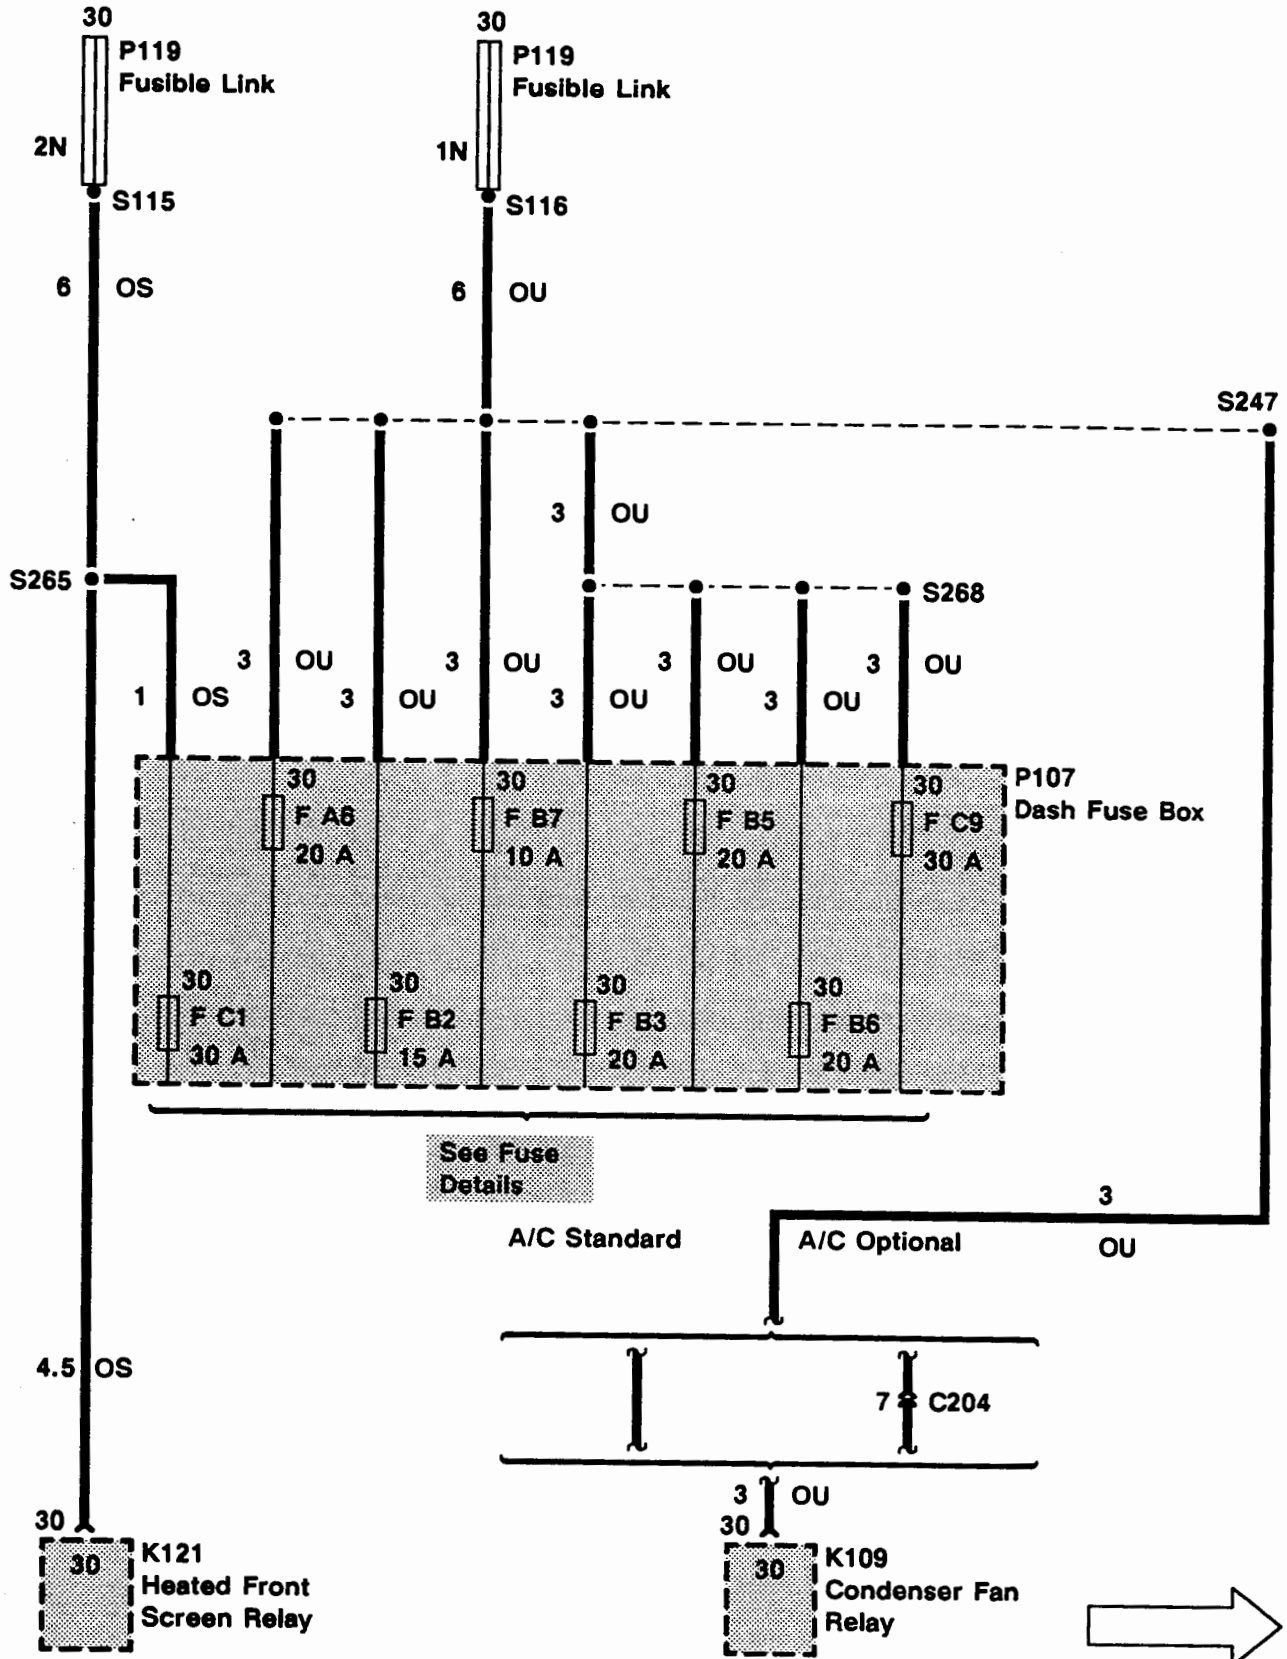 30
P119
Fusible Link
2N
S115
6 OS
30
P119
Fusible Link
1N
S116
6 OU
S247
3 OU
S265
S268
1 OS
3 OU
3 OU
3 OU
3 OU
3 OU
3 OU
3 OU
P107
Dash Fuse Box
30
F A6
20 A
30
F B7
10 A
30
F B5
20 A
30
F C9
30 A
30
F C1
30 A
30
F B2
15 A
30
F B3
20 A
30
F B6
20 A
See Fuse
Details
3
OU
A/C Standard
A/C Optional
4.5 OS
7 C204
3 OU
30
30
K121
Heated Front
Screen Relay
30
30
K109
Condenser Fan
Relay